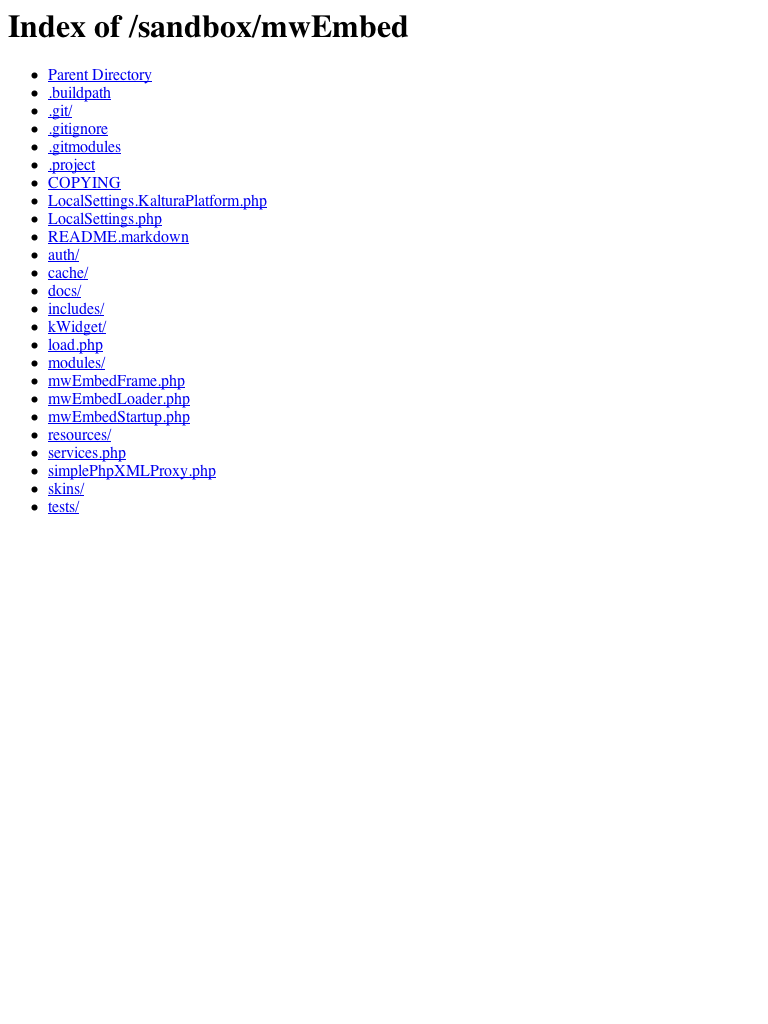 Index of /sandbox/mwEmbed
Parent Directory
.buildpath
.git/
.gitignore
.gitmodules
.project
COPYING
LocalSettings.KalturaPlatform.php
LocalSettings.php
README.markdown
auth/
cache/
docs/
includes/
kWidget/
load.php
modules/
mwEmbedFrame.php
mwEmbedLoader.php
mwEmbedStartup.php
resources/
services.php
simplePhpXMLProxy.php
skins/
tests/